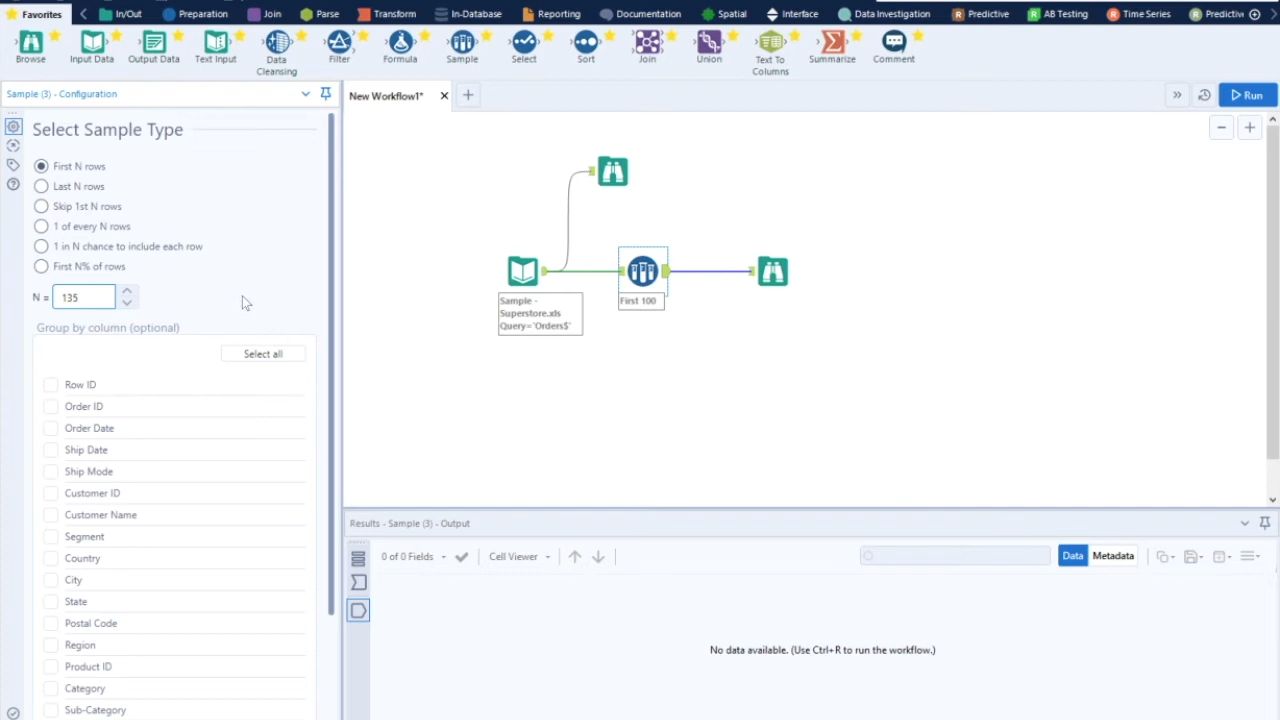 Favorites In/Out Preparation Join Parse Transform In-Database Reporting Documentation Spatial Interface Data Investigation Predictive AB Testing Time Series Predictive
Browse Input Data Output Data Text Input Data Cleansing Filter Formula Sample Select Sort Join Union Text To Columns Summarize Comment
Sample (3) - Configuration
New Workflow1*
Run
Select Sample Type
First N rows
Last N rows
Skip 1st N rows
1 of every N rows
1 in N chance to include each row
First N% of rows
N = 135
Group by column (optional)
Select all
Row ID
Order ID
Order Date
Ship Date
Ship Mode
Customer ID
Customer Name
Segment
Country
City
State
Postal Code
Region
Product ID
Category
Sub-Category
Sample -
Superstore.xls
Query=`Orders$`
First 100
Results - Sample (3) - Output
0 of 0 Fields Cell Viewer Data Metadata
No data available. (Use Ctrl+R to run the workflow.)